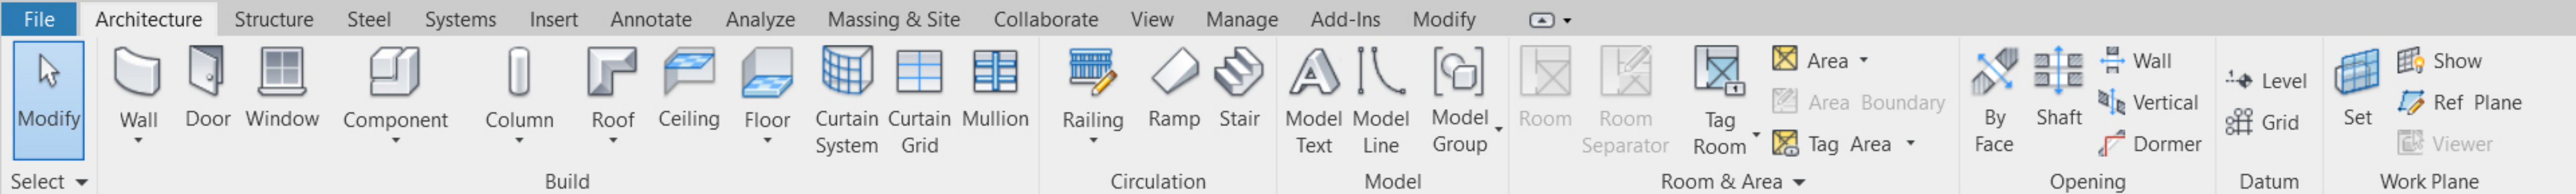 File Architecture Structure Steel Systems Insert Annotate Analyze Massing & Site Collaborate View Manage Add-Ins Modify
Modify
Select
Wall
Door
Window
Component
Column
Roof
Ceiling
Floor
Curtain
System
Curtain
Grid
Mullion
Build
Railing
Ramp
Stair
Circulation
Model
Text
Model
Line
Model
Group
Model
Room
Room
Separator
Tag
Room
Area
Area Boundary
Tag Area
Room & Area
By
Face
Shaft
Wall
Vertical
Dormer
Opening
Level
Grid
Datum
Set
Show
Ref Plane
Viewer
Work Plane